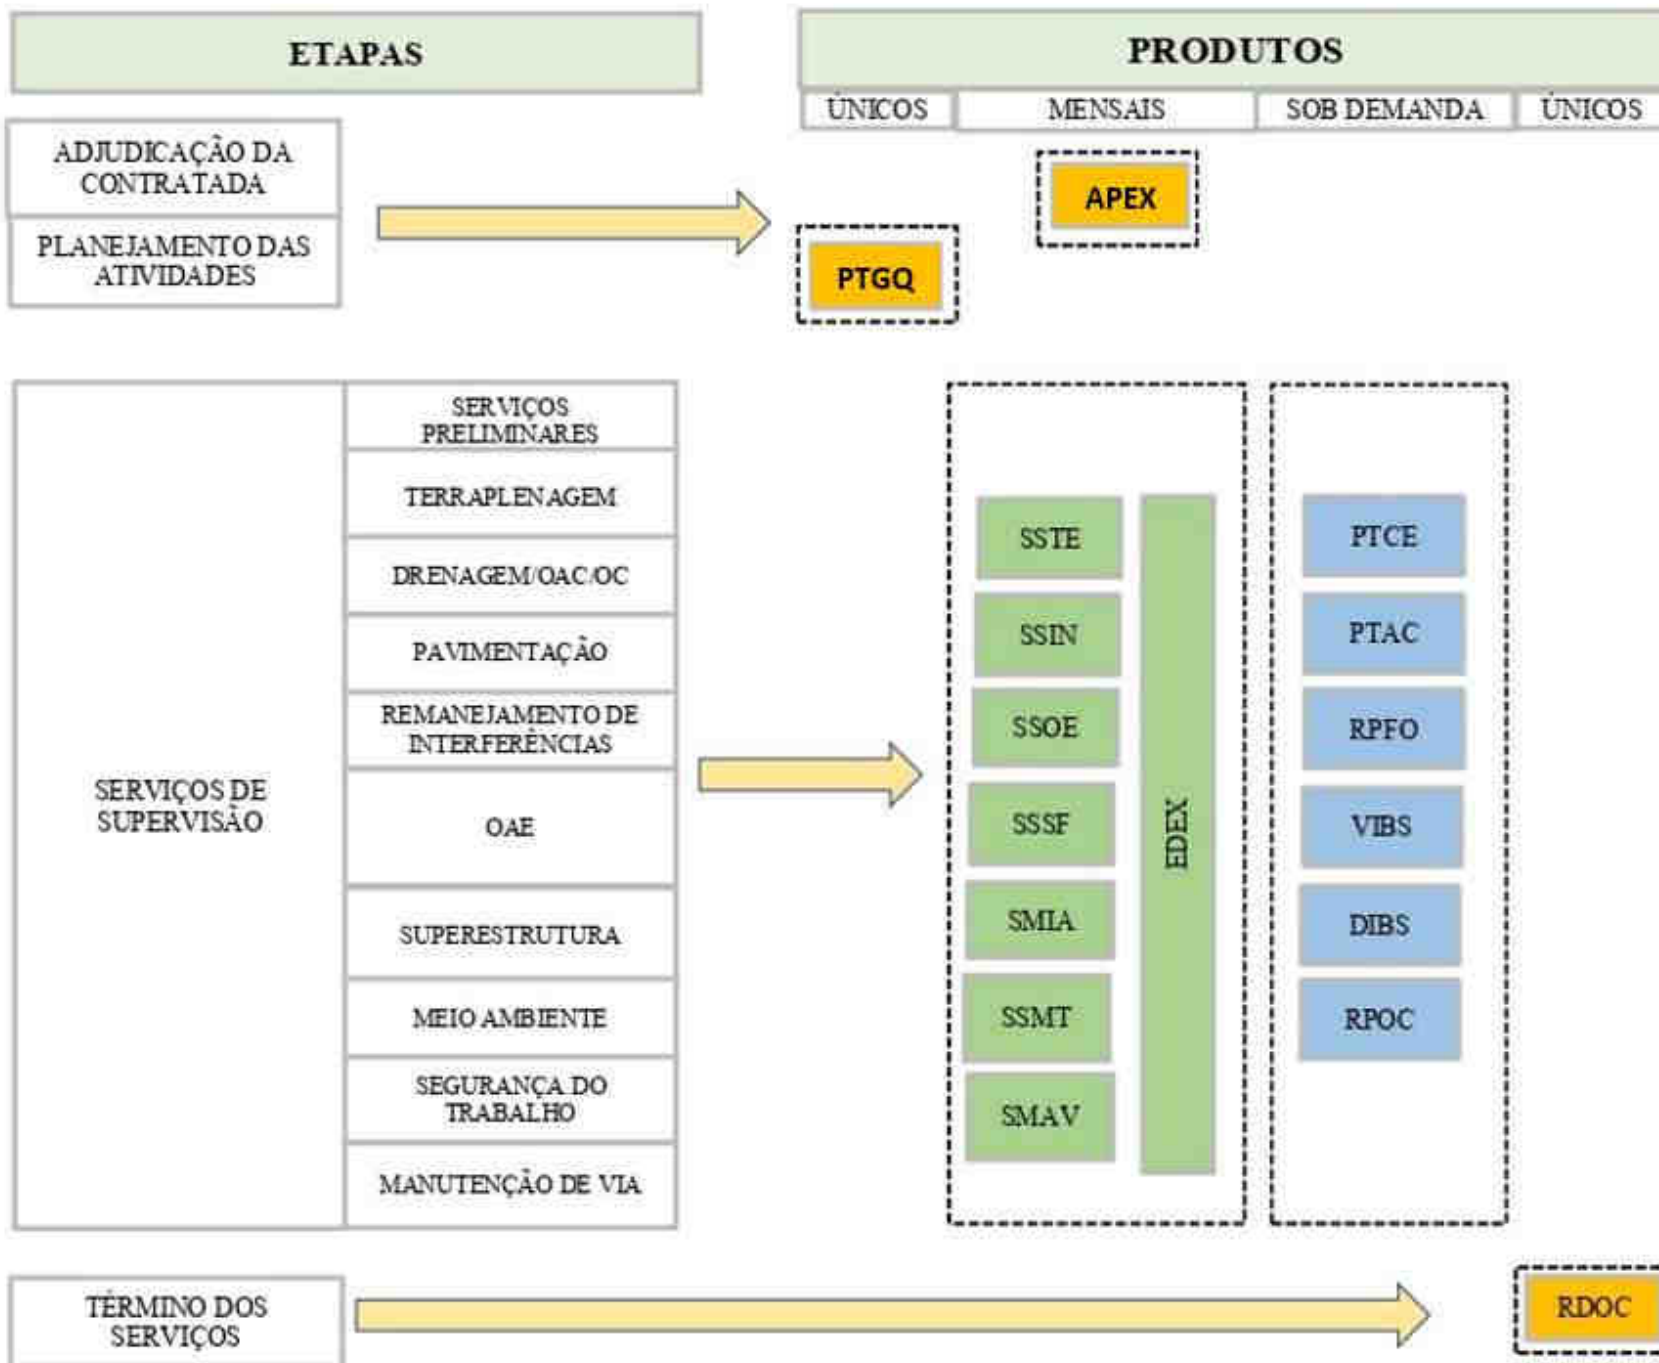 ETAPAS
PRODUTOS
ÚNICOS
MENSAIS
SOB DEMANDA
ÚNICOS
ADJUDICAÇÃO DA
CONTRATADA
PLANEJAMENTO DAS
ATIVIDADES
APEX
PTGQ
SERVIÇOS DE
SUPERVISÃO
SERVIÇOS
PRELIMINARES
TERRAPLENAGEM
DRENAGEM/OAC/OC
PAVIMENTAÇÃO
REMANEJAMENTO DE
INTERFERÊNCIAS
OAE
SUPERESTRUTURA
MEIO AMBIENTE
SEGURANÇA DO
TRABALHO
MANUTENÇÃO DE VIA
SSTE
SSIN
SSOE
SSSF
SMIA
SSMT
SMAV
EDEX
PTCE
PTAC
RPFO
VIBS
DIBS
RPOC
TÉRMINO DOS
SERVIÇOS
RDOC